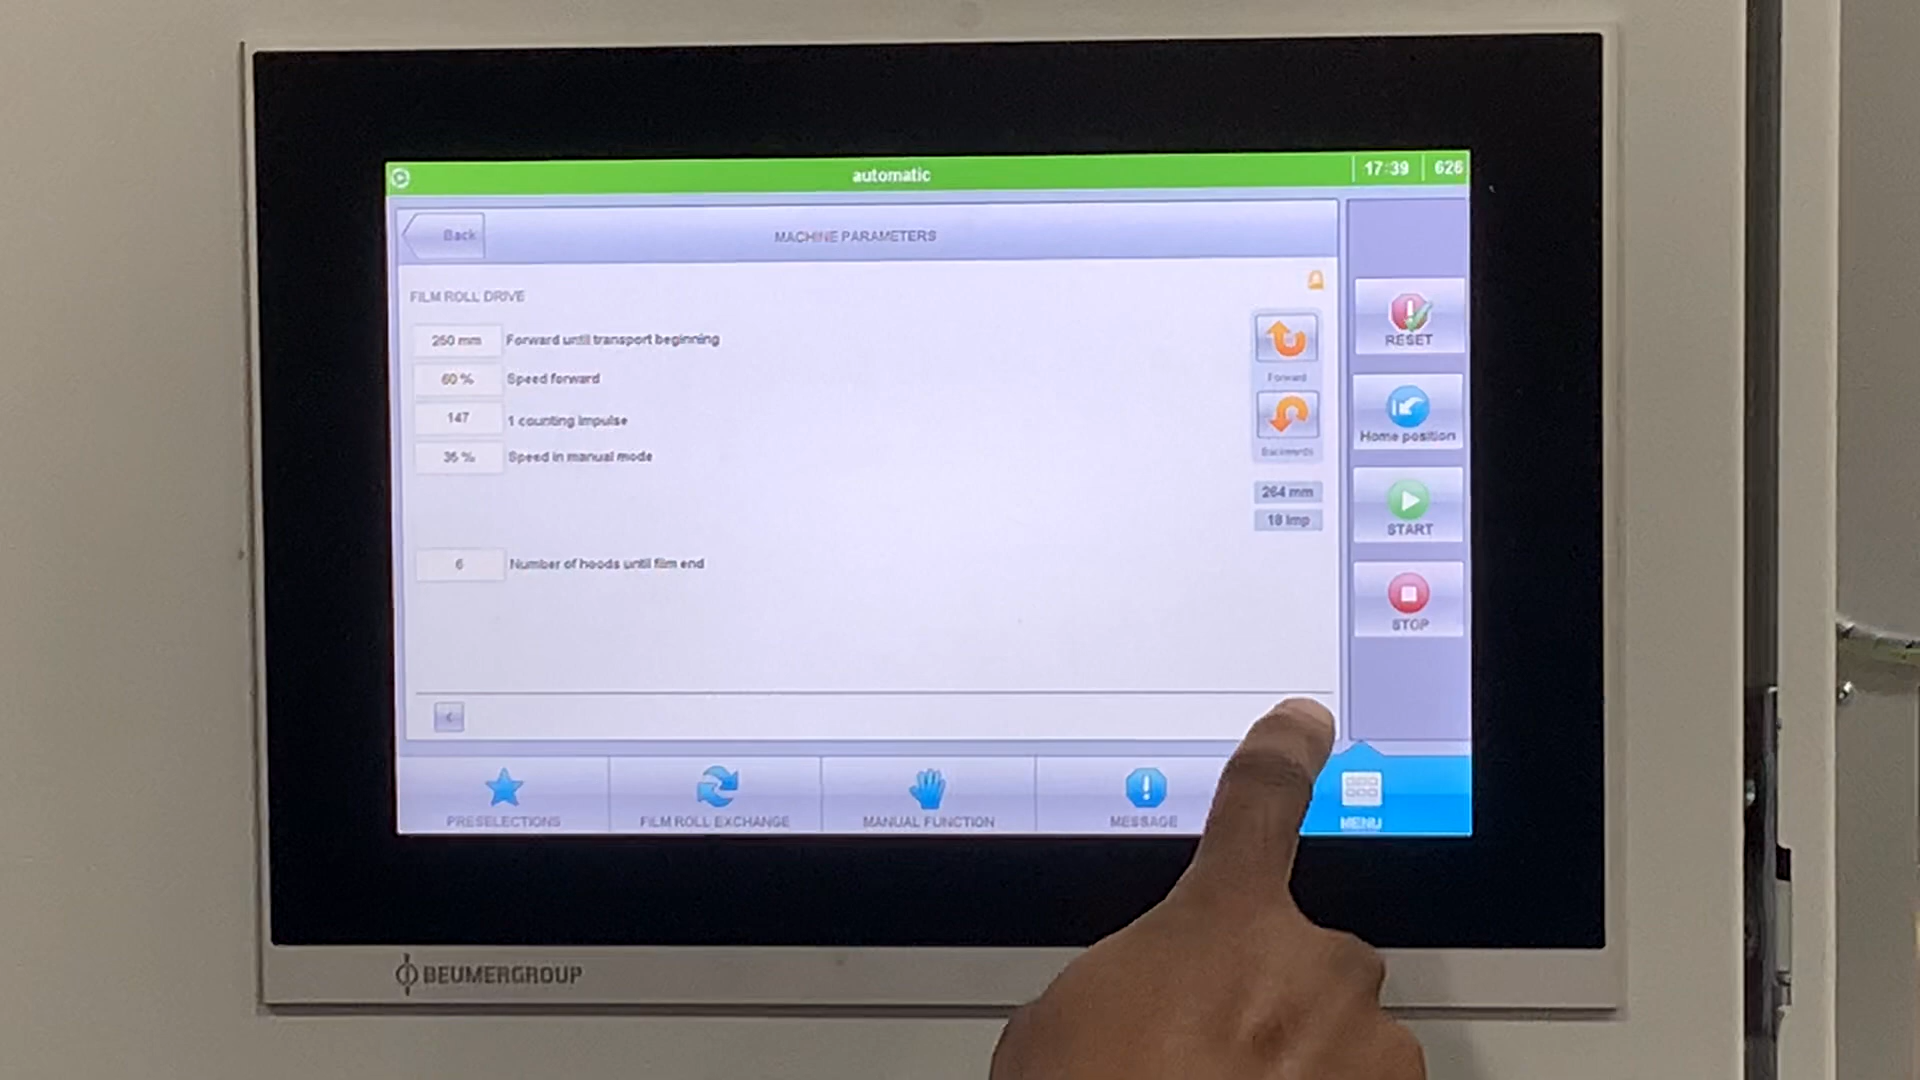 automatic
17:39
626
Back
MACHINE PARAMETERS
FILM ROLL DRIVE
250 mm Forward until transport beginning
60 % Speed forward
147 1 counting impulse
35 % Speed in manual mode
6 Number of hoods until film end
Forward
Backwards
264 mm
18 Imp
RESET
Home position
START
STOP
<
PRESELECTIONS
FILM ROLL EXCHANGE
MANUAL FUNCTION
MESSAGE
MENU
BEUMERGROUP